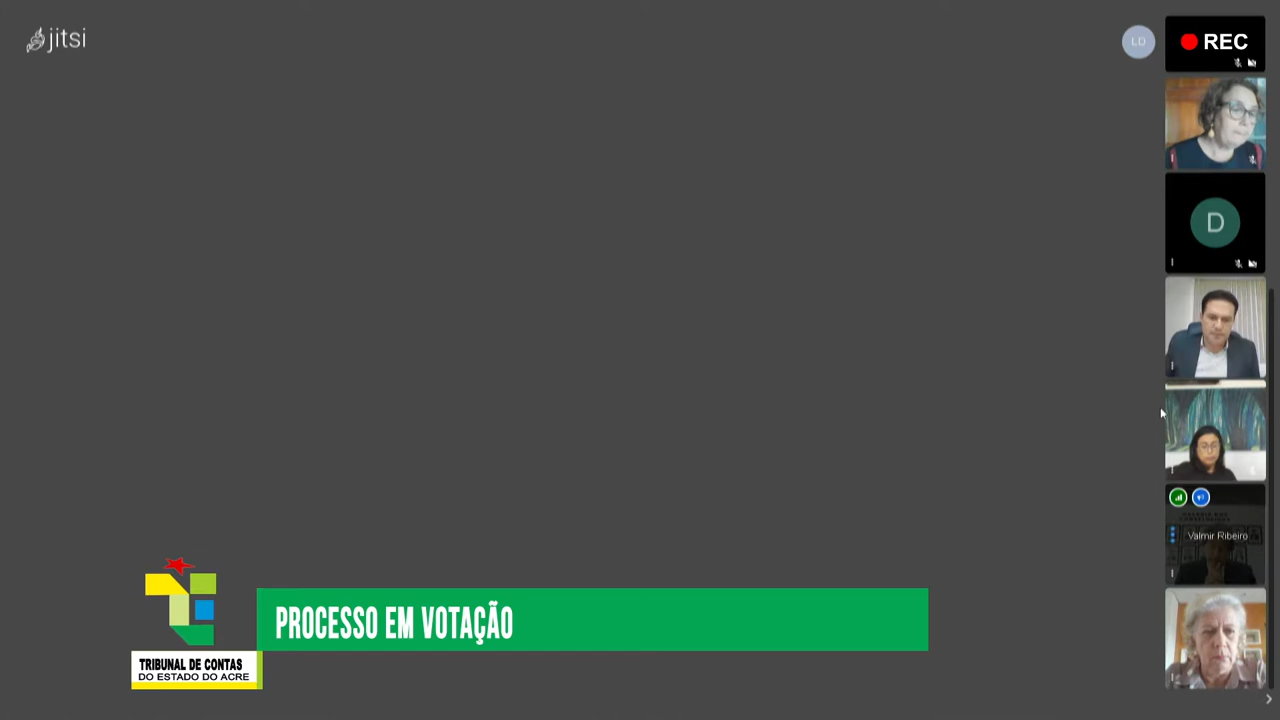 jitsi
LD
REC
D
Valmir Ribeiro
PROCESSO EM VOTAÇÃO
TRIBUNAL DE CONTAS
DO ESTADO DO ACRE